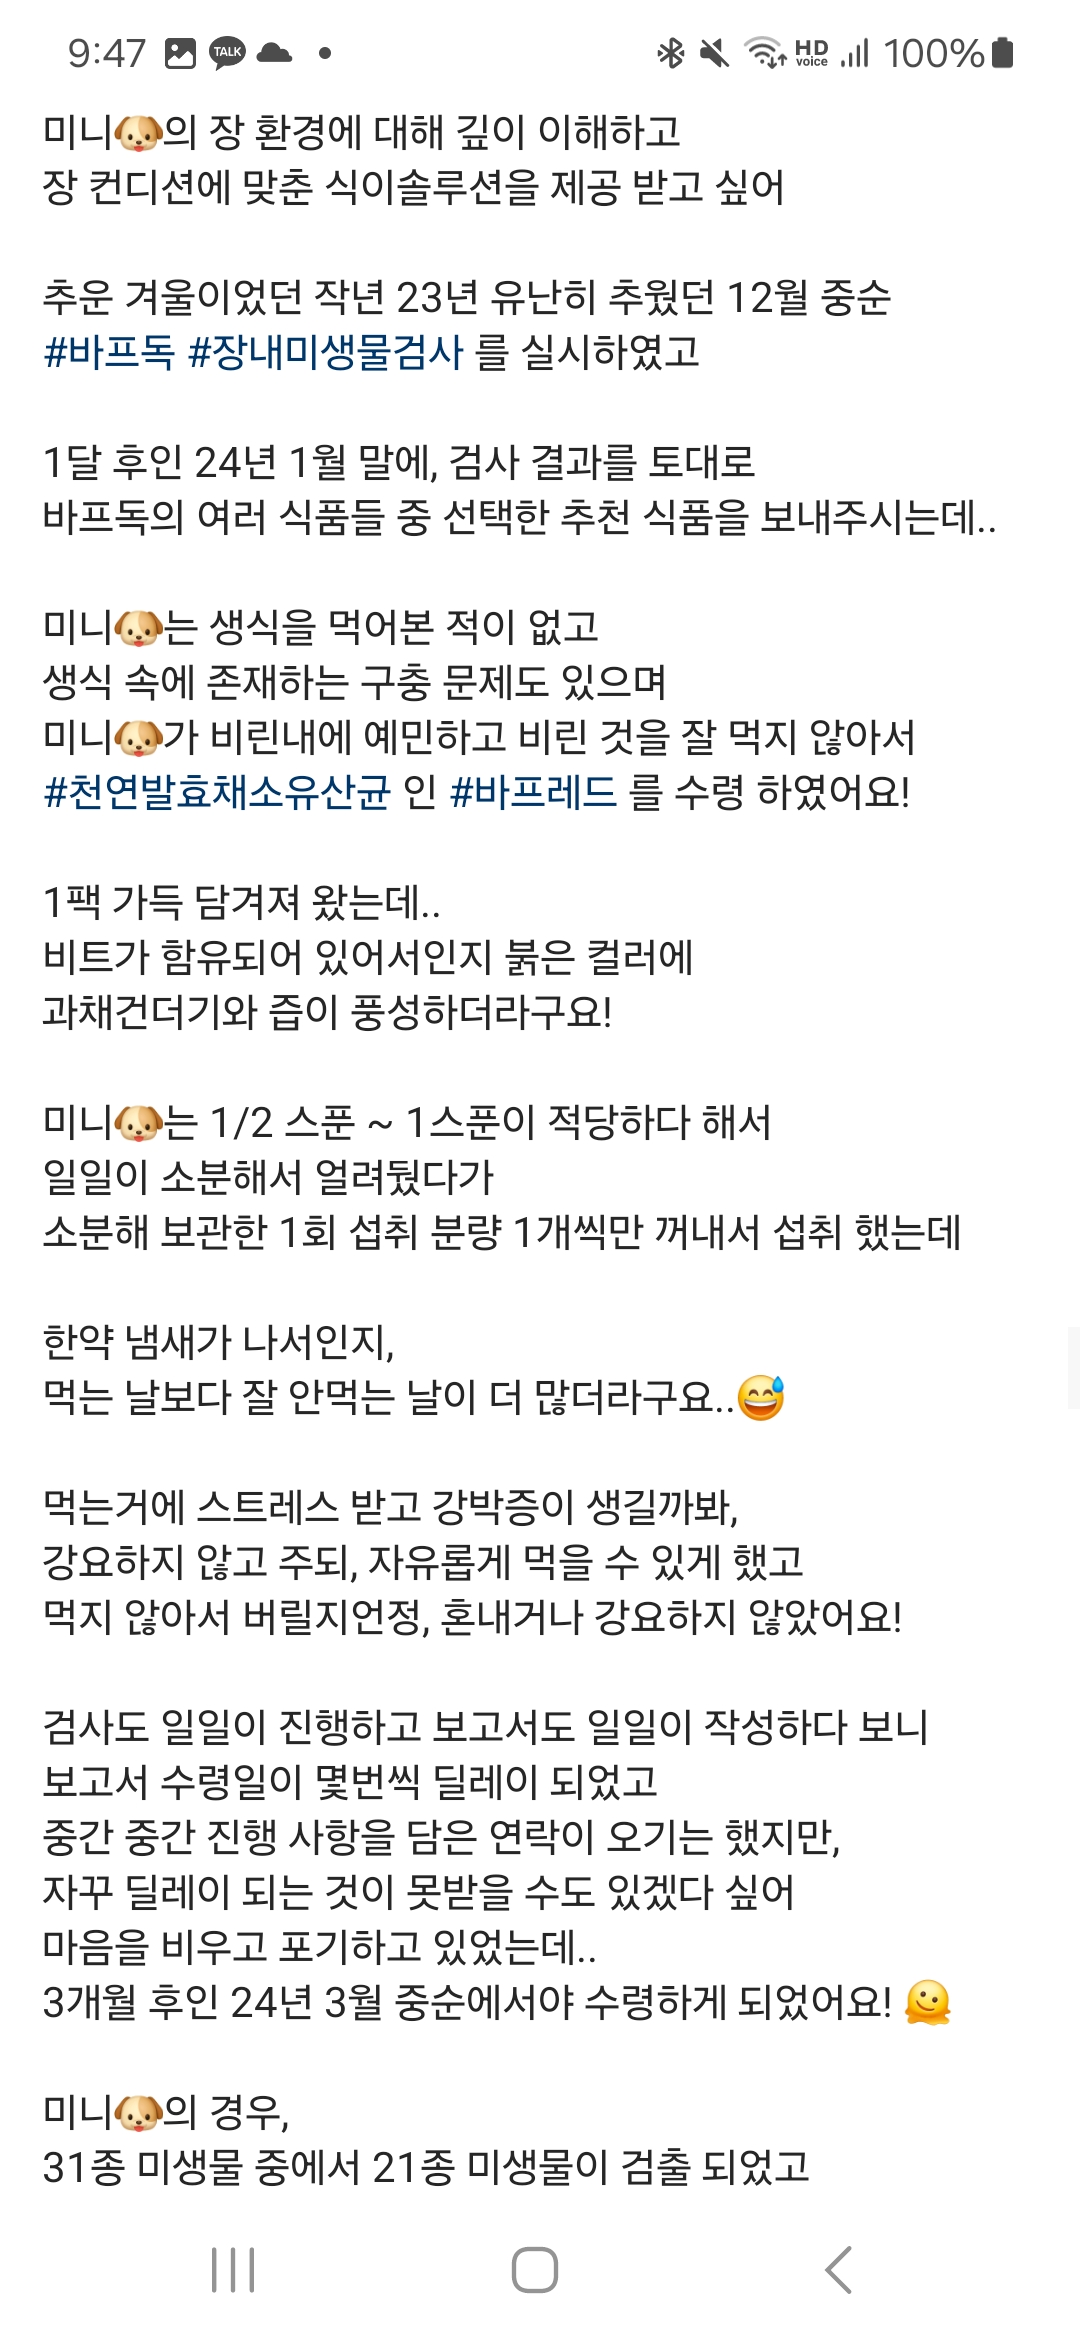 9:47 TALK HD voice 100%
미니🐶의 장 환경에 대해 깊이 이해하고
장 컨디션에 맞춘 식이솔루션을 제공 받고 싶어
추운 겨울이었던 작년 23년 유난히 추웠던 12월 중순
#바프독 #장내미생물검사 를 실시하였고
1달 후인 24년 1월 말에, 검사 결과를 토대로
바프독의 여러 식품들 중 선택한 추천 식품을 보내주시는데..
미니🐶는 생식을 먹어본 적이 없고
생식 속에 존재하는 구충 문제도 있으며
미니🐶가 비린내에 예민하고 비린 것을 잘 먹지 않아서
#천연발효채소유산균 인 #바프레드 를 수령 하였어요!
1팩 가득 담겨져 왔는데..
비트가 함유되어 있어서인지 붉은 컬러에
과채건더기와 즙이 풍성하더라구요!
미니🐶는 1/2 스푼 ~ 1스푼이 적당하다 해서
일일이 소분해서 얼려뒀다가
소분해 보관한 1회 섭취 분량 1개씩만 꺼내서 섭취 했는데
한약 냄새가 나서인지,
먹는 날보다 잘 안먹는 날이 더 많더라구요..😅
먹는거에 스트레스 받고 강박증이 생길까봐,
강요하지 않고 주되, 자유롭게 먹을 수 있게 했고
먹지 않아서 버릴지언정, 혼내거나 강요하지 않았어요!
검사도 일일이 진행하고 보고서도 일일이 작성하다 보니
보고서 수령일이 몇번씩 딜레이 되었고
중간 중간 진행 사항을 담은 연락이 오기는 했지만,
자꾸 딜레이 되는 것이 못받을 수도 있겠다 싶어
마음을 비우고 포기하고 있었는데..
3개월 후인 24년 3월 중순에서야 수령하게 되었어요! 🫠
미니🐶의 경우,
31종 미생물 중에서 21종 미생물이 검출 되었고